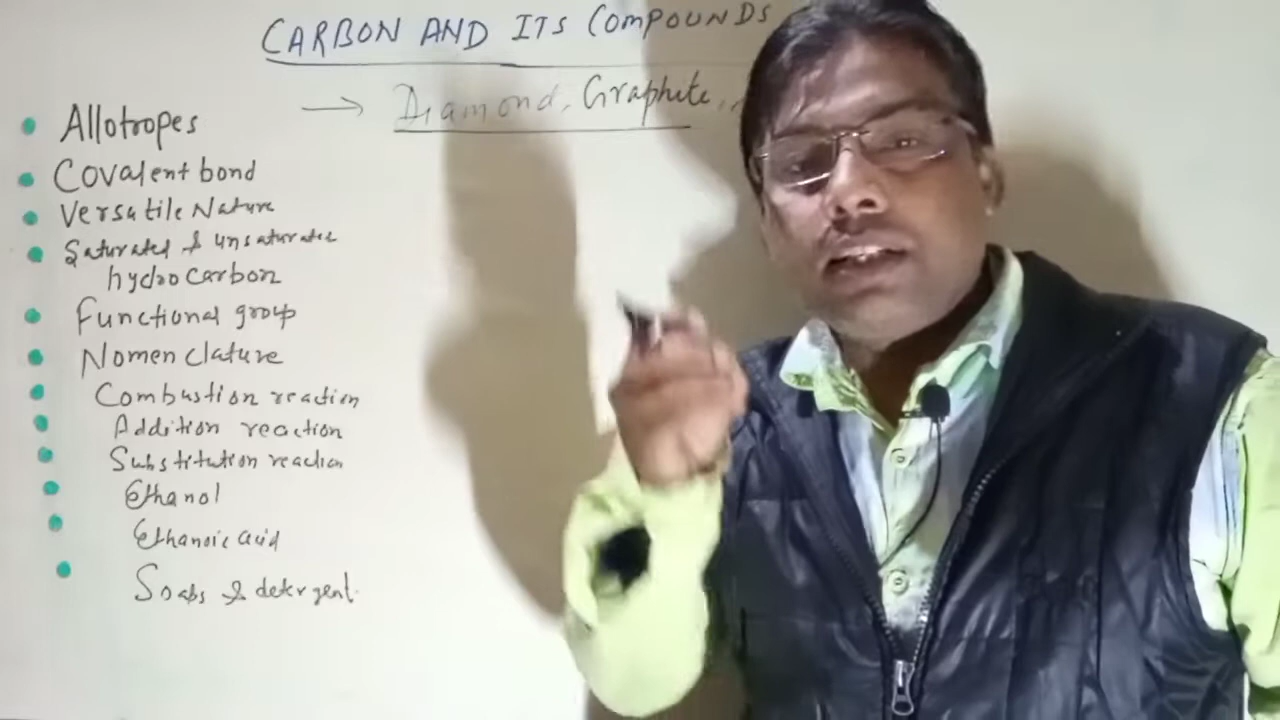 CARBON AND ITS COMPOUNDS
→ Diamond, Graphite,
Allotropes
Covalent bond
Versatile Nature
Saturated & unsaturated
hydrocarbon
Functional group
Nomenclature
Combustion reaction
Addition reaction
Substitution reaction
Ethanol
Ethanoic acid
Soaps & detergent